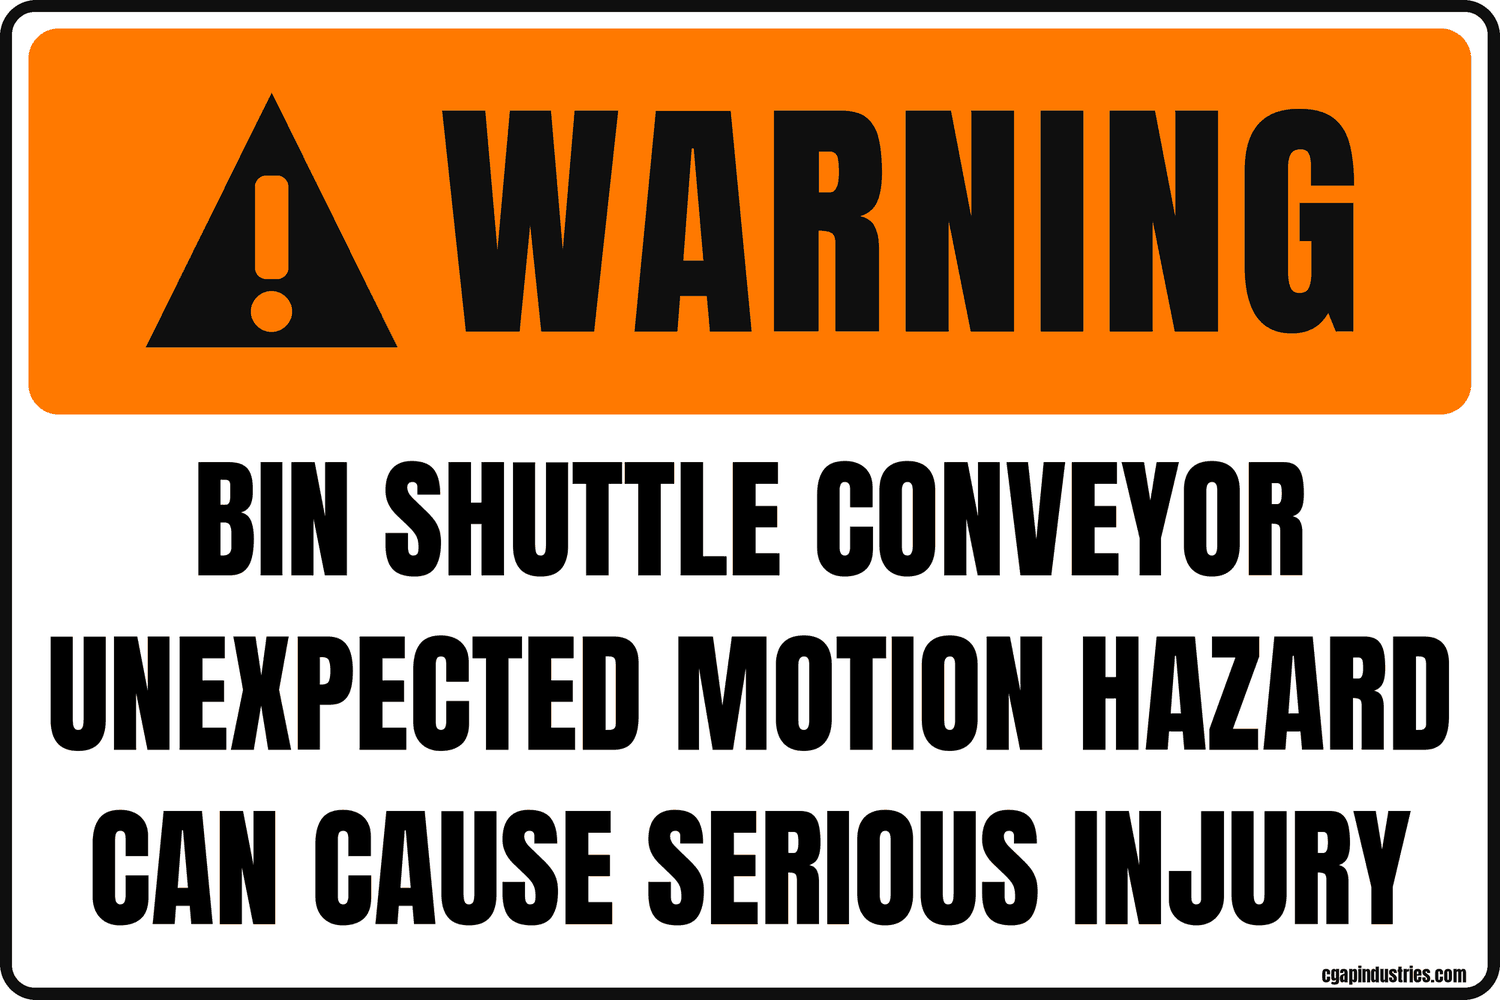 WARNING
BIN SHUTTLE CONVEYOR
UNEXPECTED MOTION HAZARD
CAN CAUSE SERIOUS INJURY
cgapindustries.com